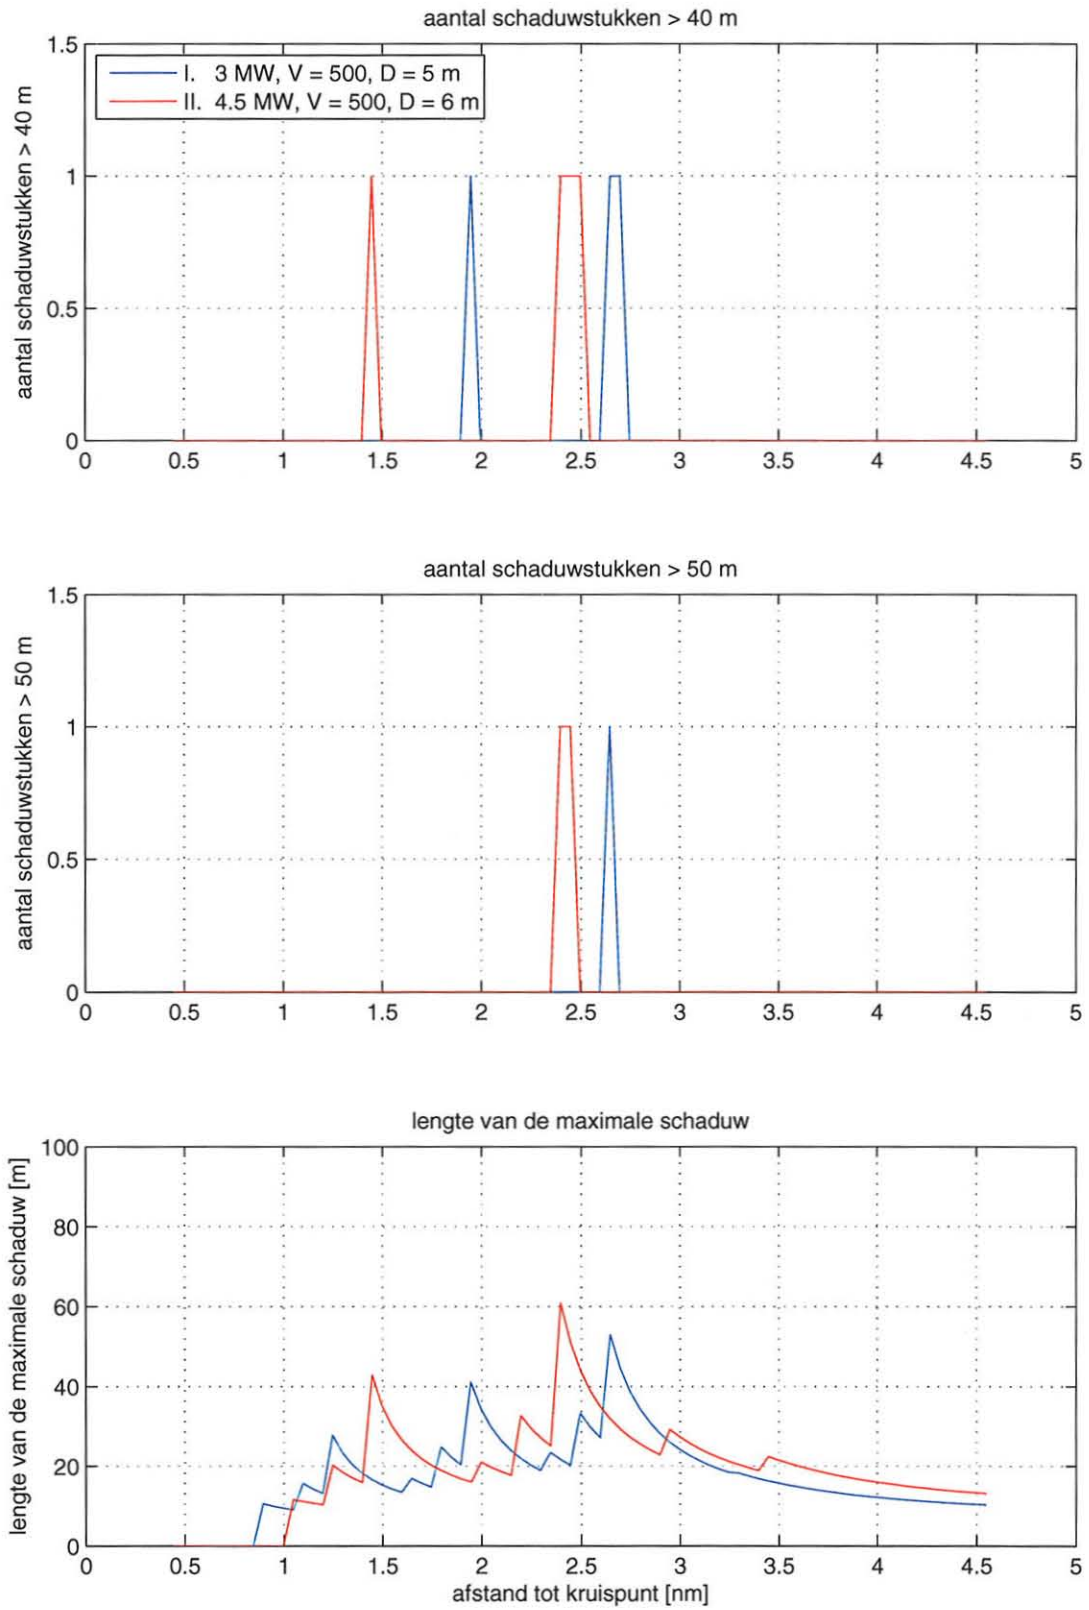 aantal schaduwstukken > 40 m
1.5
I. 3 MW, V = 500, D = 5 m
II. 4.5 MW, V = 500, D = 6 m
1
0.5
0
aantal schaduwstukken > 40 m
0 0.5 1 1.5 2 2.5 3 3.5 4 4.5 5
aantal schaduwstukken > 50 m
1.5
1
0.5
0
aantal schaduwstukken > 50 m
0 0.5 1 1.5 2 2.5 3 3.5 4 4.5 5
lengte van de maximale schaduw
100
80
60
40
20
0
lengte van de maximale schaduw [m]
0 0.5 1 1.5 2 2.5 3 3.5 4 4.5 5
afstand tot kruispunt [nm]